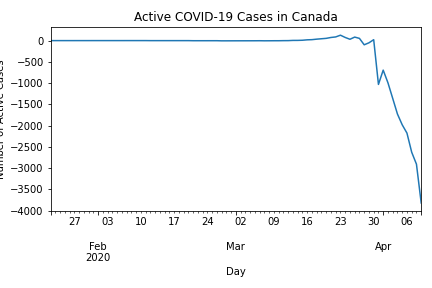 Active COVID-19 Cases in Canada
Number of Active Cases
0
−500
−1000
−1500
−2000
−2500
−3000
−3500
−4000
27 03 10 17 24 02 09 16 23 30 06
Feb Mar Apr
2020
Day